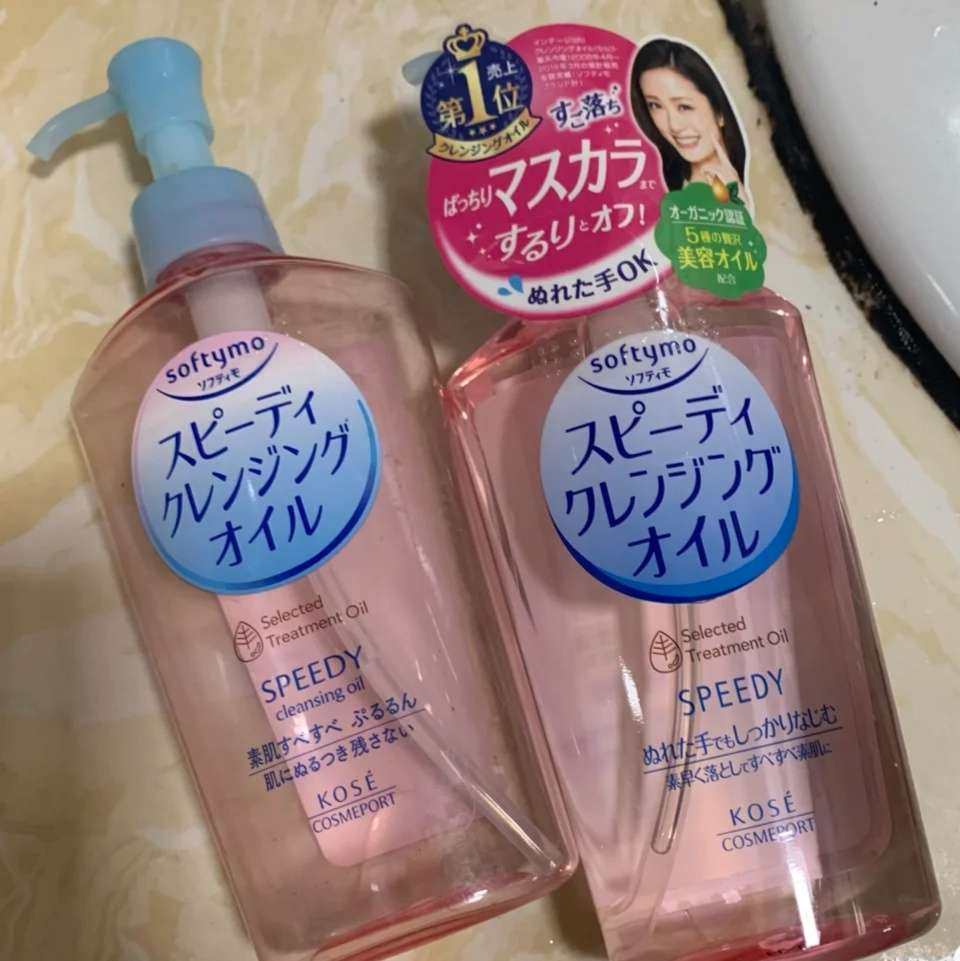 softymo
ソフティモ
スピーディ
クレンジング
オイル
Selected
Treatment Oil
SPEEDY
cleansing oil
素肌すべすべ ぷるるん
肌にぬるつき残さない
KOSÉ
COSMEPORT
売上
第1位
クレンジングオイル
すご落ち
ぱっちりマスカラまで
するりとオフ!
ぬれた手OK
オーガニック認証
5種の贅沢
美容オイル
配合
softymo
ソフティモ
スピーディ
クレンジング
オイル
Selected
Treatment Oil
SPEEDY
ぬれた手でもしっかりなじむ
素早く落としてすべすべ素肌に
KOSÉ
COSMEPORT